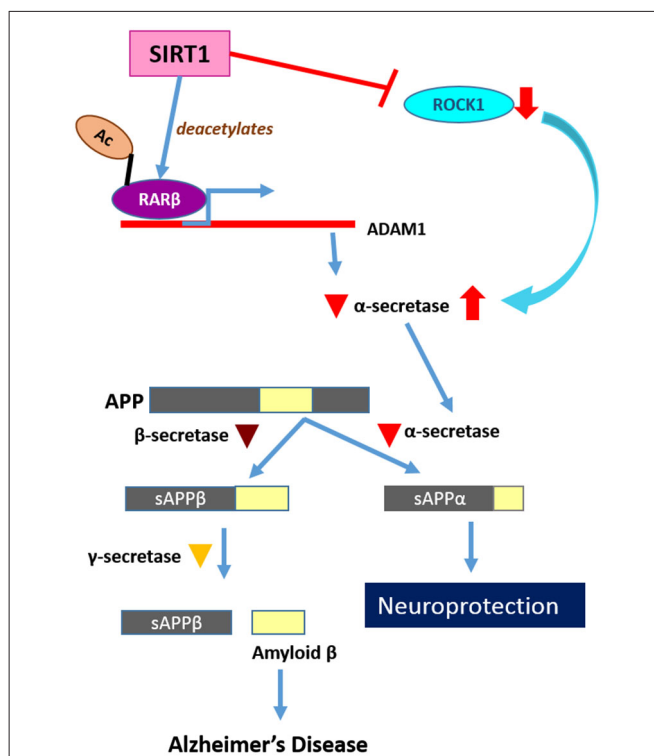 SIRT1
ROCK1
deacetylates
Ac
RARβ
ADAM1
α-secretase
APP
β-secretase
α-secretase
sAPPβ
sAPPα
γ-secretase
Neuroprotection
sAPPβ
Amyloid β
Alzheimer's Disease